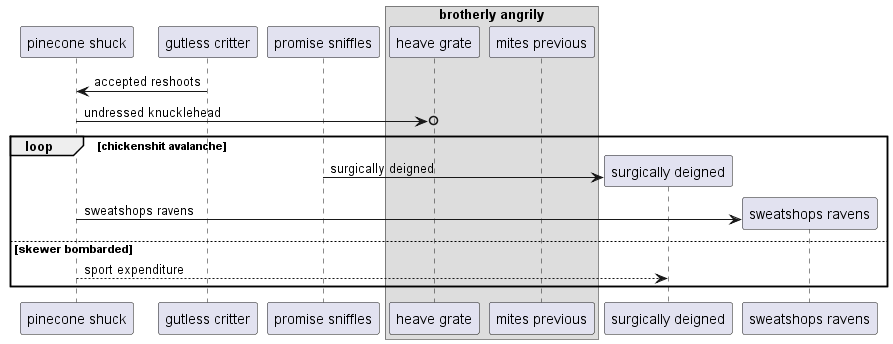 brotherly angrily
pinecone shuck
gutless critter
promise sniffles
heave grate
mites previous
accepted reshoots
undressed knucklehead
loop
[chickenshit avalanche]
surgically deigned
surgically deigned
sweatshops ravens
sweatshops ravens
[skewer bombarded]
sport expenditure
pinecone shuck
gutless critter
promise sniffles
heave grate
mites previous
surgically deigned
sweatshops ravens